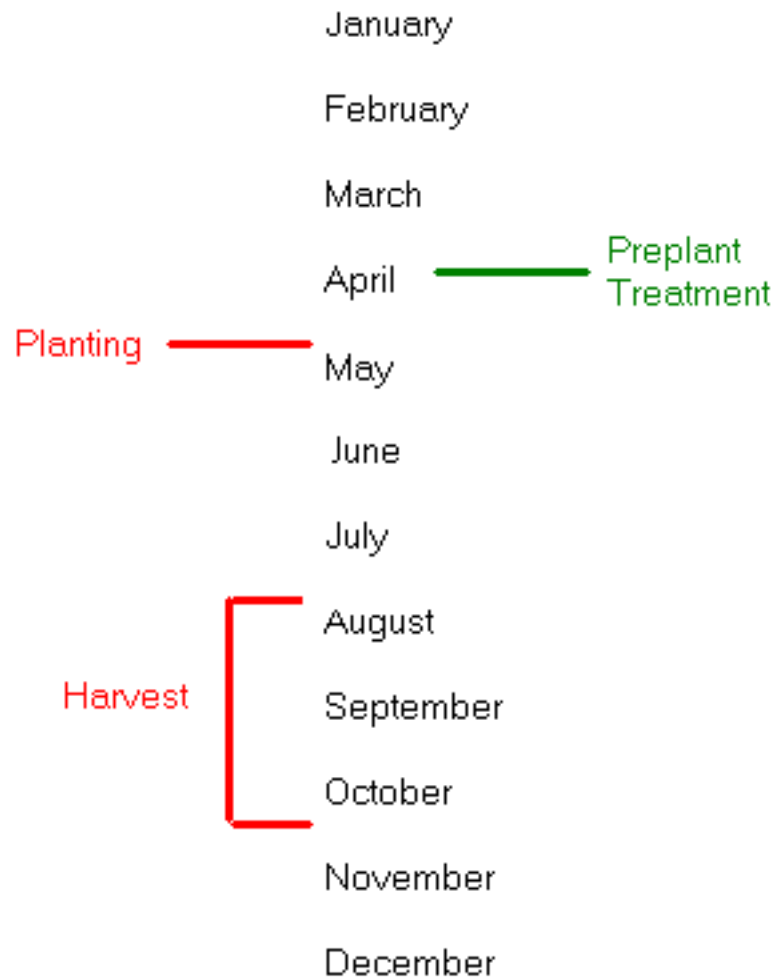 January
February
March
April
Preplant
Treatment
Planting
May
June
July
August
Harvest
September
October
November
December